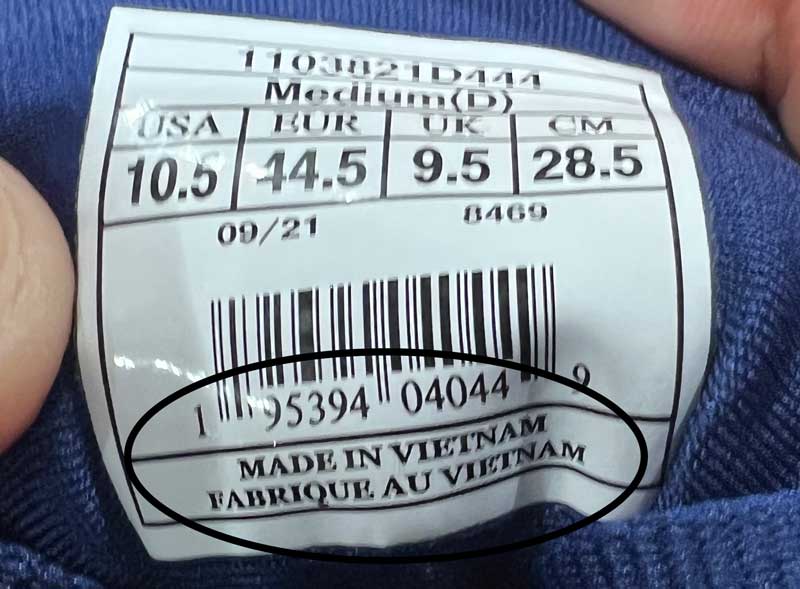 1103821D444
Medium(D)
USA EUR UK CM
10.5 44.5 9.5 28.5
09/21 8469
1 95394 04044 9
MADE IN VIETNAM
FABRIQUE AU VIETNAM